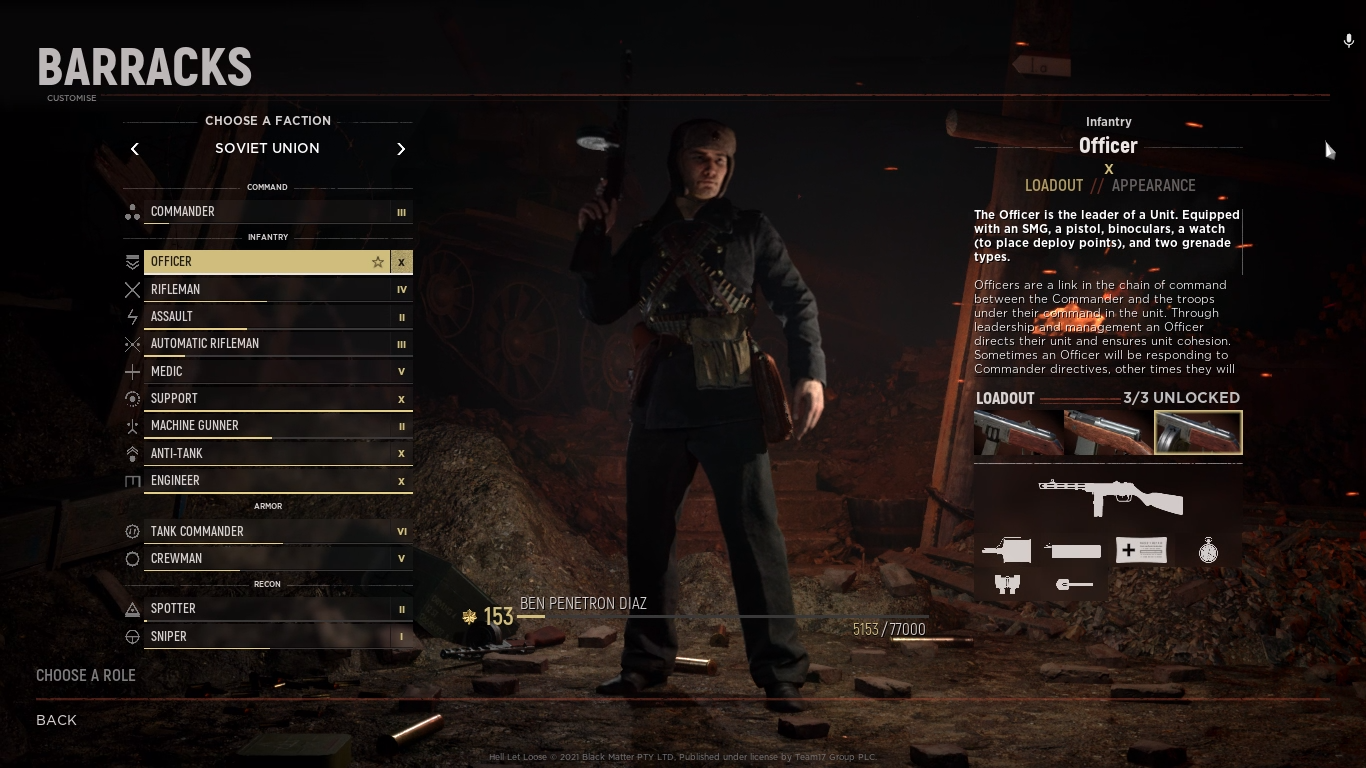 BARRACKS
CUSTOMISE
CHOOSE A FACTION
SOVIET UNION
COMMAND
COMMANDER III
INFANTRY
OFFICER X
RIFLEMAN IV
ASSAULT II
AUTOMATIC RIFLEMAN III
MEDIC V
SUPPORT X
MACHINE GUNNER II
ANTI-TANK X
ENGINEER X
ARMOR
TANK COMMANDER VI
CREWMAN V
RECON
SPOTTER II
SNIPER I
CHOOSE A ROLE
BACK
153 BEN PENETRON DIAZ
5153/77000
Infantry
Officer
X
LOADOUT // APPEARANCE
The Officer is the leader of a Unit. Equipped
with an SMG, a pistol, binoculars, a watch
(to place deploy points), and two grenade
types.
Officers are a link in the chain of command
between the Commander and the troops
under their command in the unit. Through
leadership and management an Officer
directs their unit and ensures unit cohesion.
Sometimes an Officer will be responding to
Commander directives, other times they will
LOADOUT 3/3 UNLOCKED
Hell Let Loose © 2021 Black Matter PTY LTD, Published under license by Team17 Group PLC.